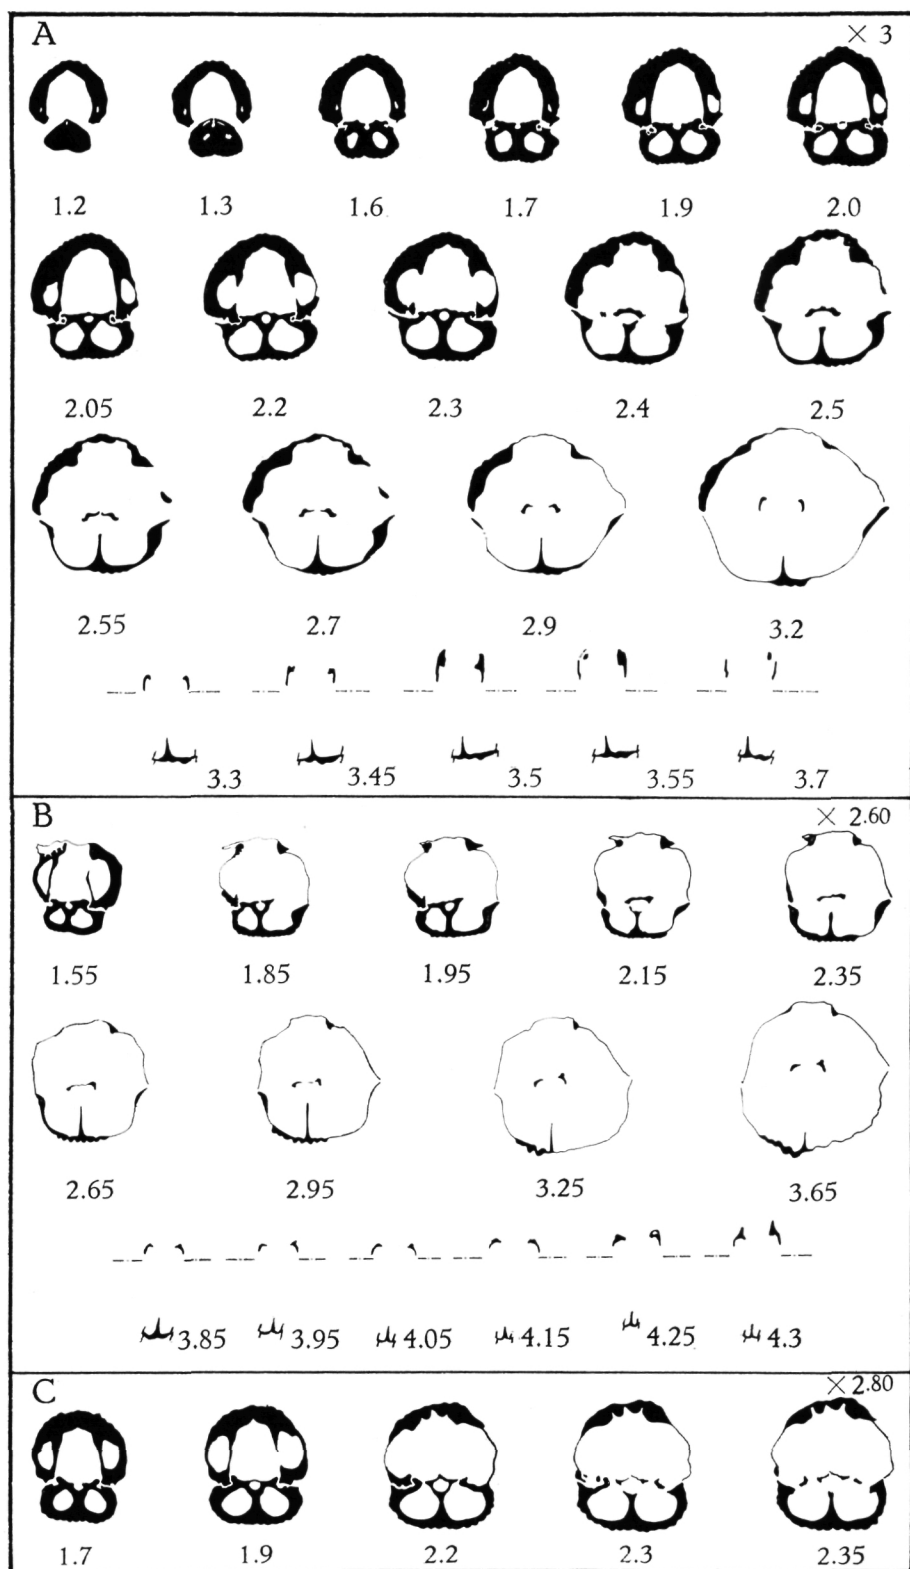 A × 3
1.2 1.3 1.6 1.7 1.9 2.0
2.05 2.2 2.3 2.4 2.5
2.55 2.7 2.9 3.2
3.3 3.45 3.5 3.55 3.7
B × 2.60
1.55 1.85 1.95 2.15 2.35
2.65 2.95 3.25 3.65
3.85 3.95 4.05 4.15 4.25 4.3
C × 2.80
1.7 1.9 2.2 2.3 2.35